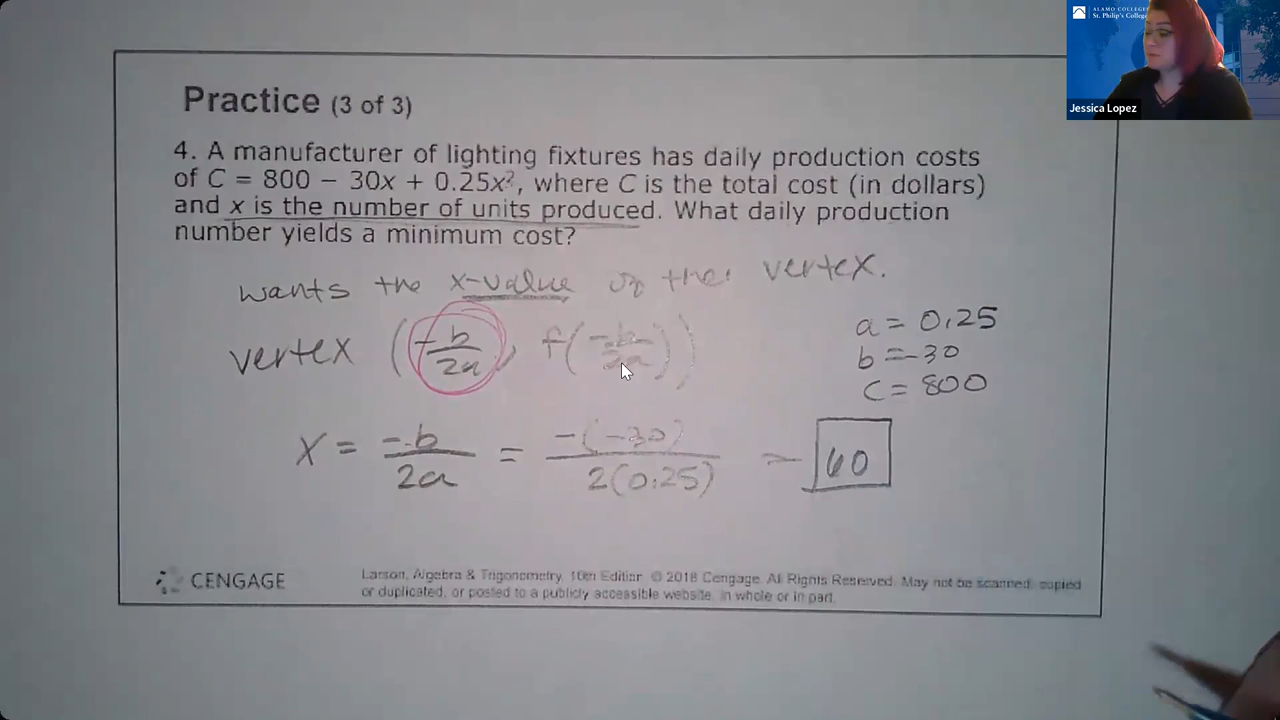 ALAMO COLLEGES
St. Philip's College
Jessica Lopez
Practice (3 of 3)
4. A manufacturer of lighting fixtures has daily production costs
of C = 800 − 30x + 0.25x², where C is the total cost (in dollars)
and x is the number of units produced. What daily production
number yields a minimum cost?
wants the x-value of the vertex.
vertex (-b/2a, f(-b/2a))
a = 0.25
b = -30
c = 800
x = -b/2a = -(-30)/2(0.25) = 60
CENGAGE
Larson, Algebra & Trigonometry, 10th Edition. © 2018 Cengage. All Rights Reserved. May not be scanned, copied
or duplicated, or posted to a publicly accessible website, in whole or in part.